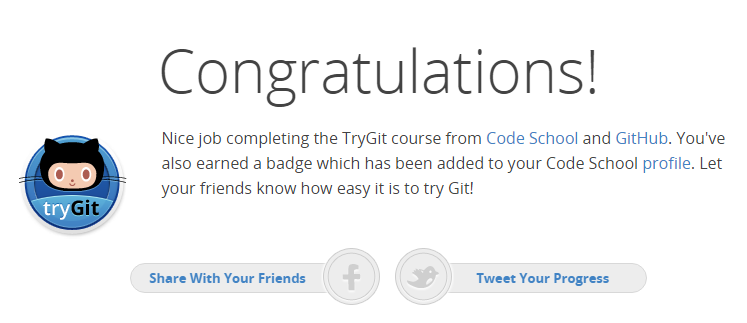 Congratulations!
Nice job completing the TryGit course from Code School and GitHub. You've
also earned a badge which has been added to your Code School profile. Let
your friends know how easy it is to try Git!
tryGit
Share With Your Friends
Tweet Your Progress